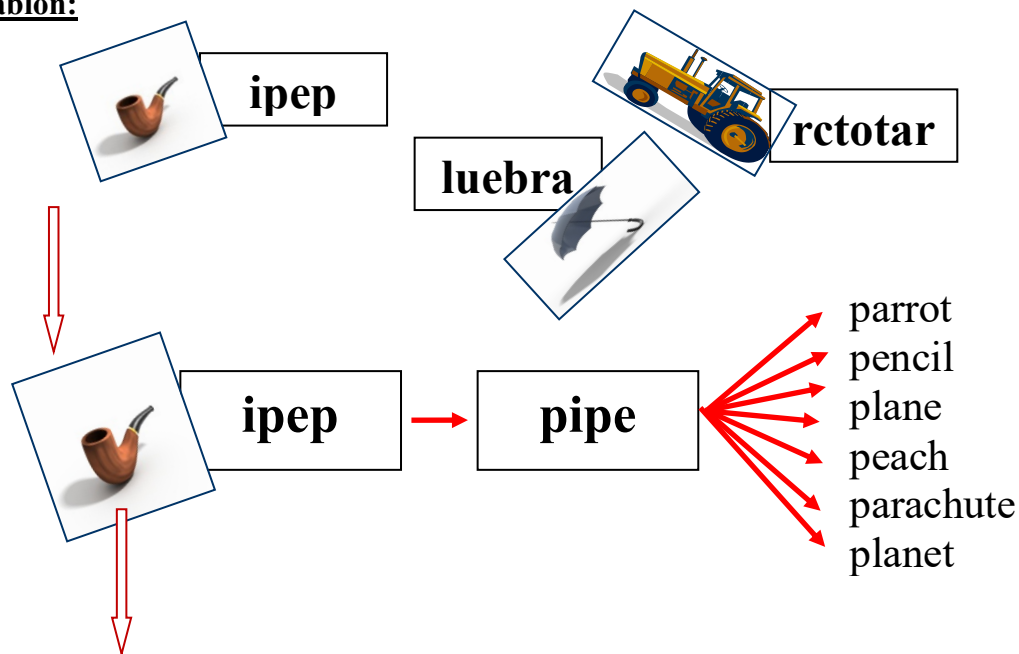 ablon:
ipep
rctotar
luebra
parrot
pencil
ipep
pipe
plane
peach
parachute
planet